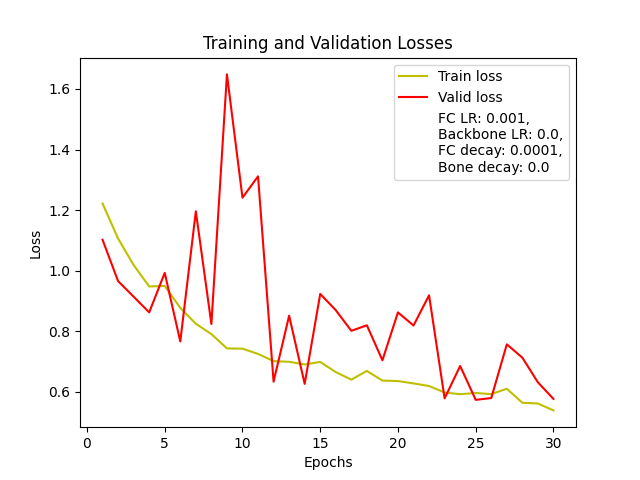 Training and Validation Losses
Train loss
Valid loss
FC LR: 0.001,
Backbone LR: 0.0,
FC decay: 0.0001,
Bone decay: 0.0
Loss
1.6
1.4
1.2
1.0
0.8
0.6
0 5 10 15 20 25 30
Epochs